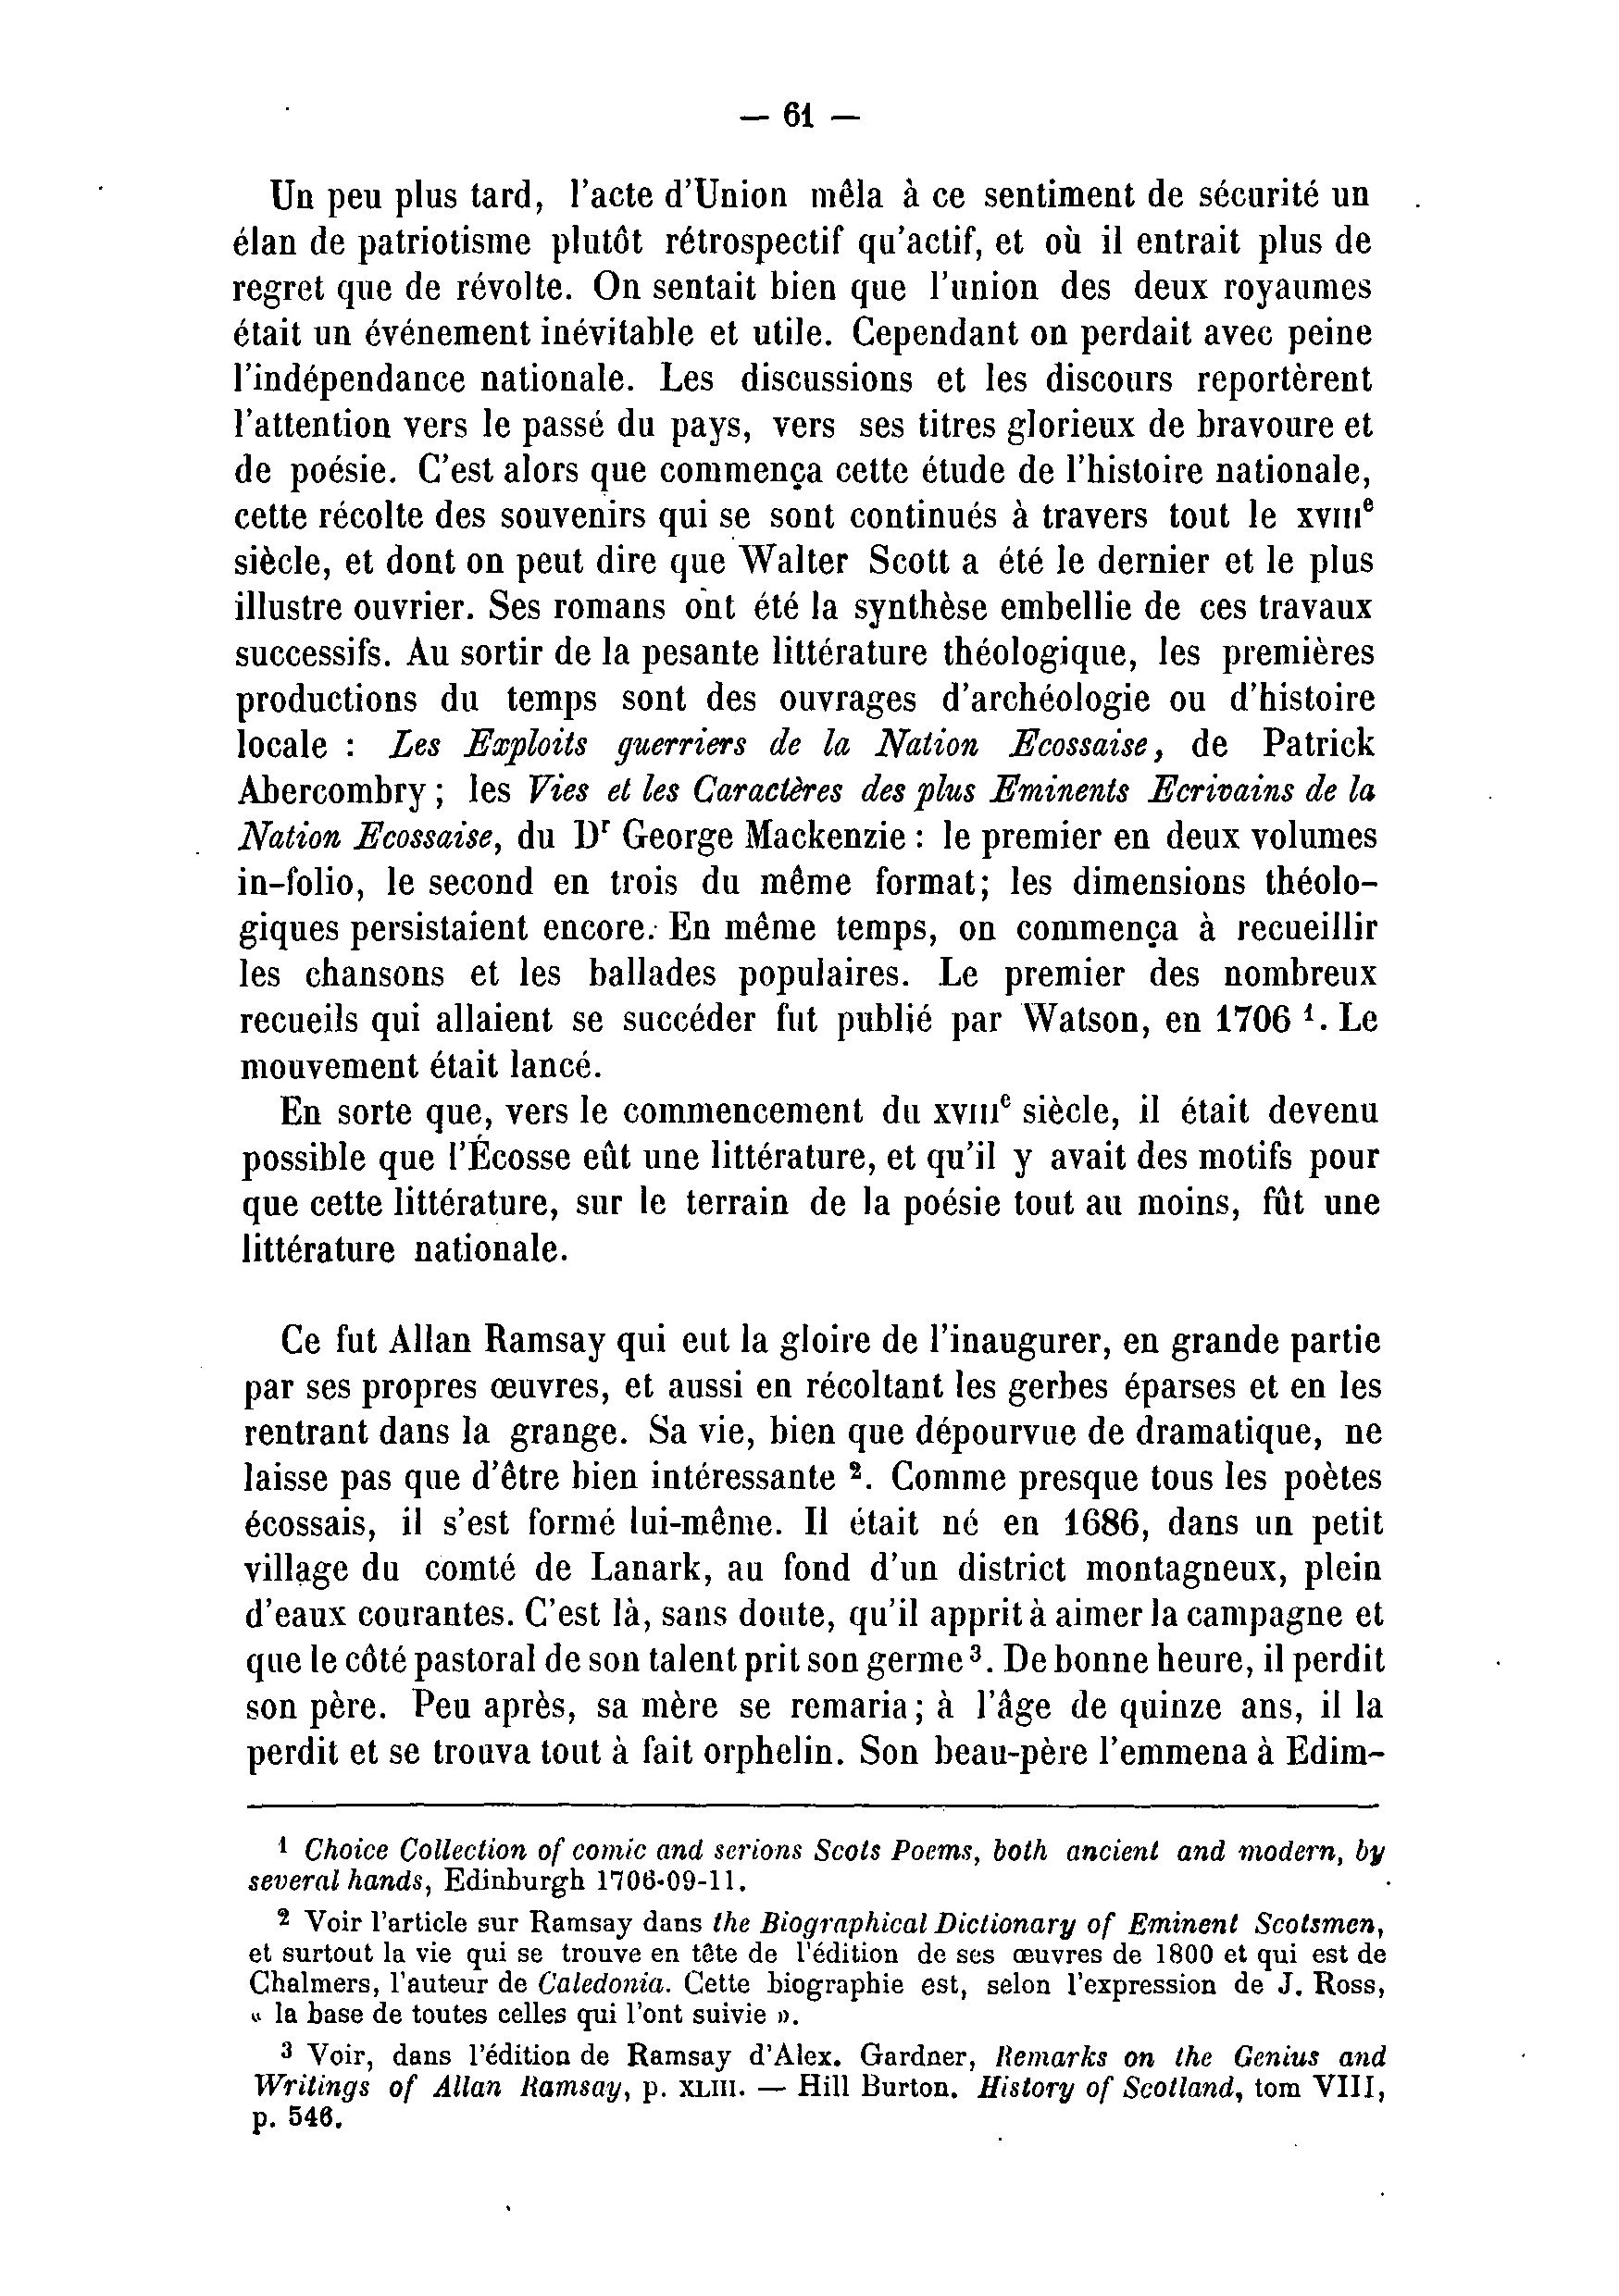 — 61 —
Un peu plus tard, l'acte d'Union mêla à ce sentiment de sécurité un
élan de patriotisme plutôt rétrospectif qu'actif, et où il entrait plus de
regret que de révolte. On sentait bien que l'union des deux royaumes
était un événement inévitable et utile. Cependant on perdait avec peine
l'indépendance nationale. Les discussions et les discours reportèrent
l'attention vers le passé du pays, vers ses titres glorieux de bravoure et
de poésie. C'est alors que commença cette étude de l'histoire nationale,
cette récolte des souvenirs qui se sont continués à travers tout le XVIIIe
siècle, et dont on peut dire que Walter Scott a été le dernier et le plus
illustre ouvrier. Ses romans ont été la synthèse embellie de ces travaux
successifs. Au sortir de la pesante littérature théologique, les premières
productions du temps sont des ouvrages d'archéologie ou d'histoire
locale : Les Exploits guerriers de la Nation Ecossaise, de Patrick
Abercombry ; les Vies et les Caractères des plus Eminents Ecrivains de la
Nation Ecossaise, du Dr George Mackenzie : le premier en deux volumes
in-folio, le second en trois du même format; les dimensions théolo-
giques persistaient encore. En même temps, on commença à recueillir
les chansons et les ballades populaires. Le premier des nombreux
recueils qui allaient se succéder fut publié par Watson, en 1706 1. Le
mouvement était lancé.
En sorte que, vers le commencement du XVIIIe siècle, il était devenu
possible que l'Écosse eût une littérature, et qu'il y avait des motifs pour
que cette littérature, sur le terrain de la poésie tout au moins, fût une
littérature nationale.
Ce fut Allan Ramsay qui eut la gloire de l'inaugurer, en grande partie
par ses propres œuvres, et aussi en récoltant les gerbes éparses et en les
rentrant dans la grange. Sa vie, bien que dépourvue de dramatique, ne
laisse pas que d'être bien intéressante 2. Comme presque tous les poètes
écossais, il s'est formé lui-même. Il était né en 1686, dans un petit
village du comté de Lanark, au fond d'un district montagneux, plein
d'eaux courantes. C'est là, sans doute, qu'il apprit à aimer la campagne et
que le côté pastoral de son talent prit son germe 3. De bonne heure, il perdit
son père. Peu après, sa mère se remaria ; à l'âge de quinze ans, il la
perdit et se trouva tout à fait orphelin. Son beau-père l'emmena à Edim-
1 Choice Collection of comic and serions Scots Poems, both ancient and modern, by
several hands, Edinburgh 1706-09-11.
2 Voir l'article sur Ramsay dans the Biographical Dictionary of Eminent Scotsmen,
et surtout la vie qui se trouve en tête de l'édition de ses œuvres de 1800 et qui est de
Chalmers, l'auteur de Caledonia. Cette biographie est, selon l'expression de J. Ross,
« la base de toutes celles qui l'ont suivie ».
3 Voir, dans l'édition de Ramsay d'Alex. Gardner, Remarks on the Genius and
Writings of Allan Ramsay, p. XLIII. — Hill Burton. History of Scotland, tom VIII,
p. 546.